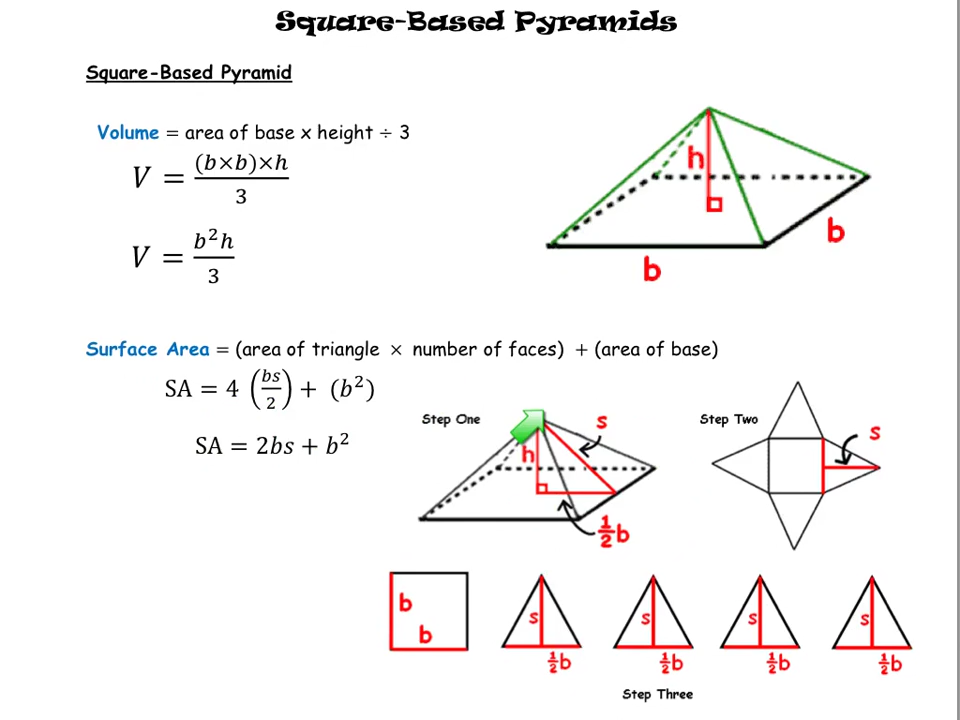 Square-Based Pyramids
Square-Based Pyramid
Volume = area of base x height ÷ 3
V = (b×b)×h / 3
h
V = b²h / 3
b
b
Surface Area = (area of triangle × number of faces) + (area of base)
SA = 4 (bs/2) + (b²)
SA = 2bs + b²
Step One
s
h
½b
Step Two
s
b
b
s
½b
s
½b
s
½b
s
½b
Step Three